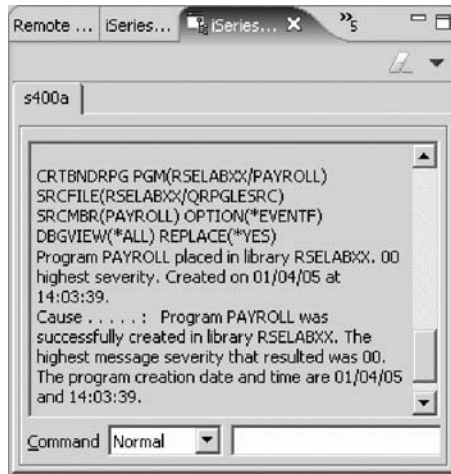 Remote ... iSeries... iSeries... X »5
s400a
CRTBNDRPG PGM(RSELABXX/PAYROLL)
SRCFILE(RSELABXX/QRPGLESRC)
SRCMBR(PAYROLL) OPTION(*EVENTF)
DBGVIEW(*ALL) REPLACE(*YES)
Program PAYROLL placed in library RSELABXX. 00
highest severity. Created on 01/04/05 at
14:03:39.
Cause . . . . . :   Program PAYROLL was
successfully created in library RSELABXX. The
highest message severity that resulted was 00.
The program creation date and time are 01/04/05
and 14:03:39.
Command Normal